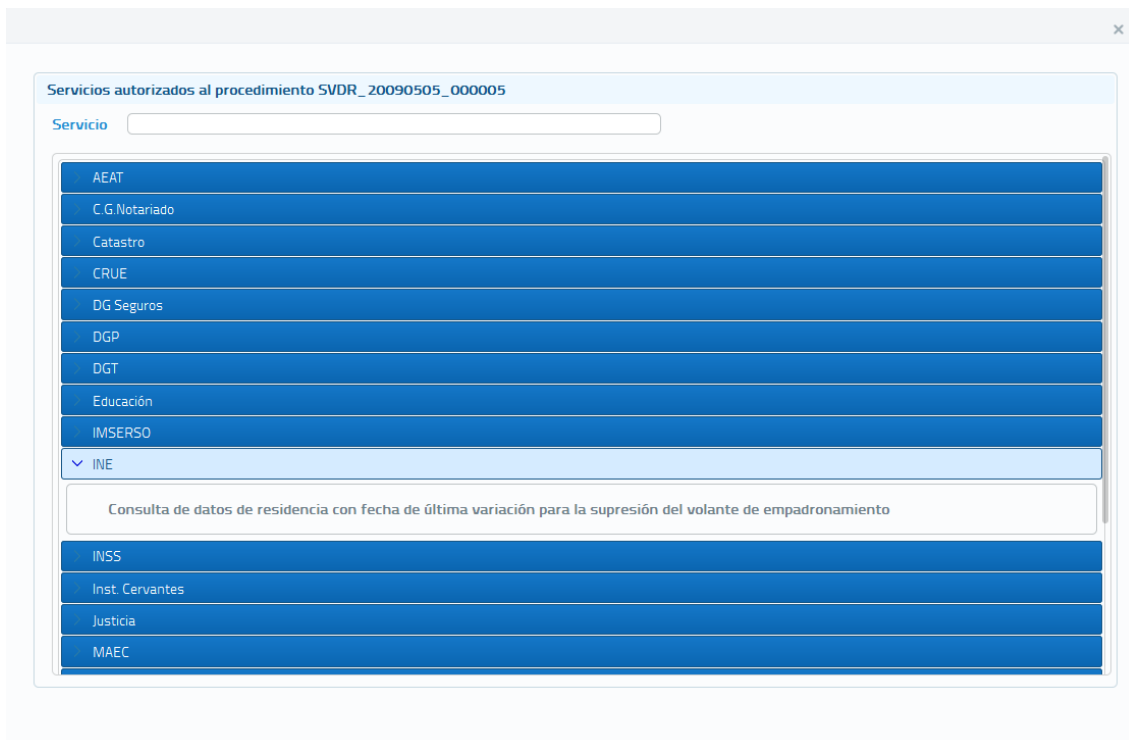 ×
Servicios autorizados al procedimiento SVDR_20090505_000005
Servicio
AEAT
C.G.Notariado
Catastro
CRUE
DG Seguros
DGP
DGT
Educación
IMSERSO
INE
Consulta de datos de residencia con fecha de última variación para la supresión del volante de empadronamiento
INSS
Inst. Cervantes
Justicia
MAEC